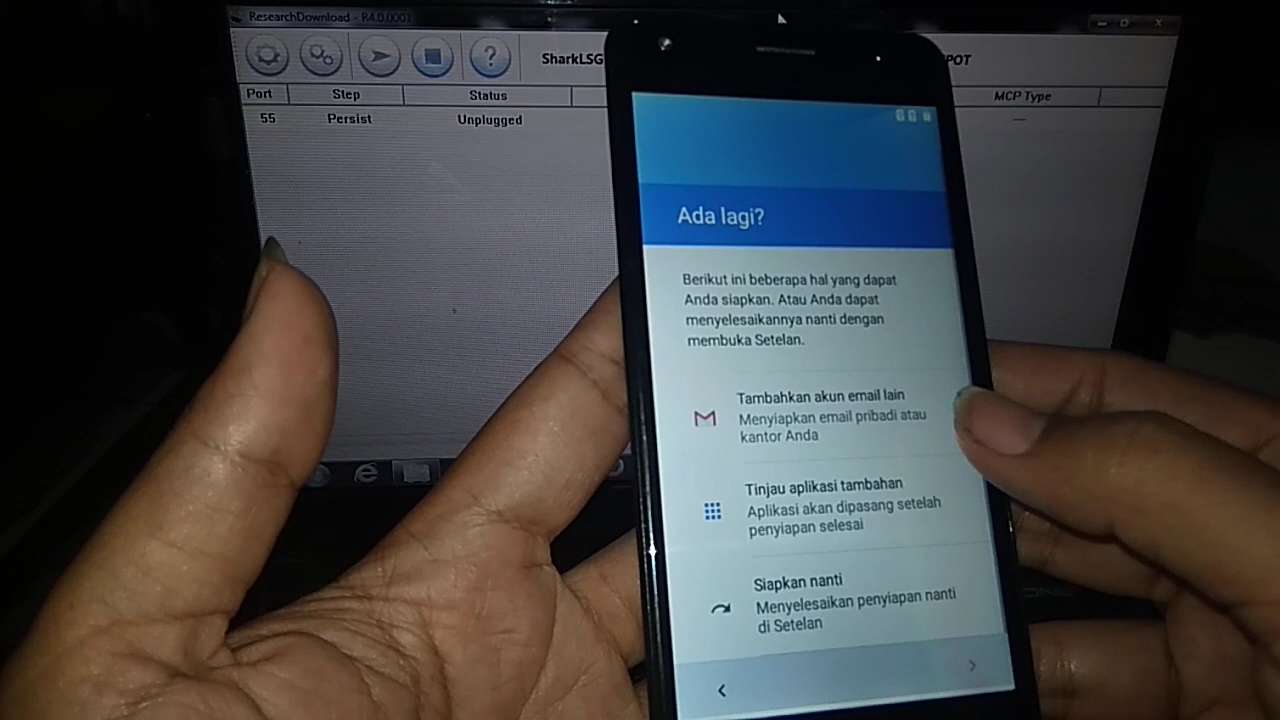 ResearchDownload - R4.0.0001
SharkLSG
POT
Port Step Status MCP Type
55 Persist Unplugged —
Ada lagi?
Berikut ini beberapa hal yang dapat
Anda siapkan. Atau Anda dapat
menyelesaikannya nanti dengan
membuka Setelan.
Tambahkan akun email lain
Menyiapkan email pribadi atau
kantor Anda
Tinjau aplikasi tambahan
Aplikasi akan dipasang setelah
penyiapan selesai
Siapkan nanti
Menyelesaikan penyiapan nanti
di Setelan